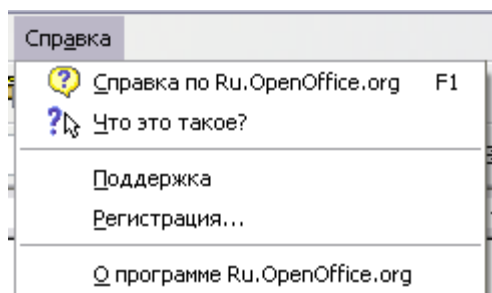 Справка
Справка по Ru.OpenOffice.org F1
Что это такое?
Поддержка
Регистрация...
О программе Ru.OpenOffice.org